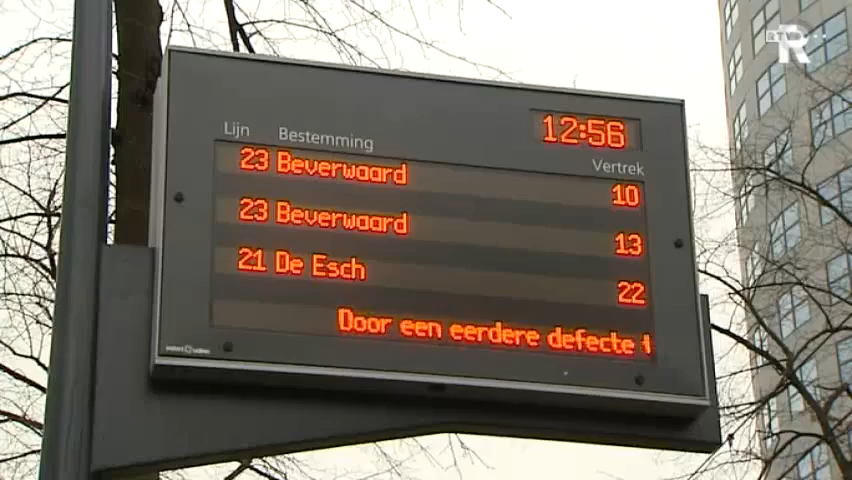 RTV R
12:56
Lijn Bestemming Vertrek
23 Beverwaard 10
23 Beverwaard 13
21 De Esch 22
Door een eerdere defecte